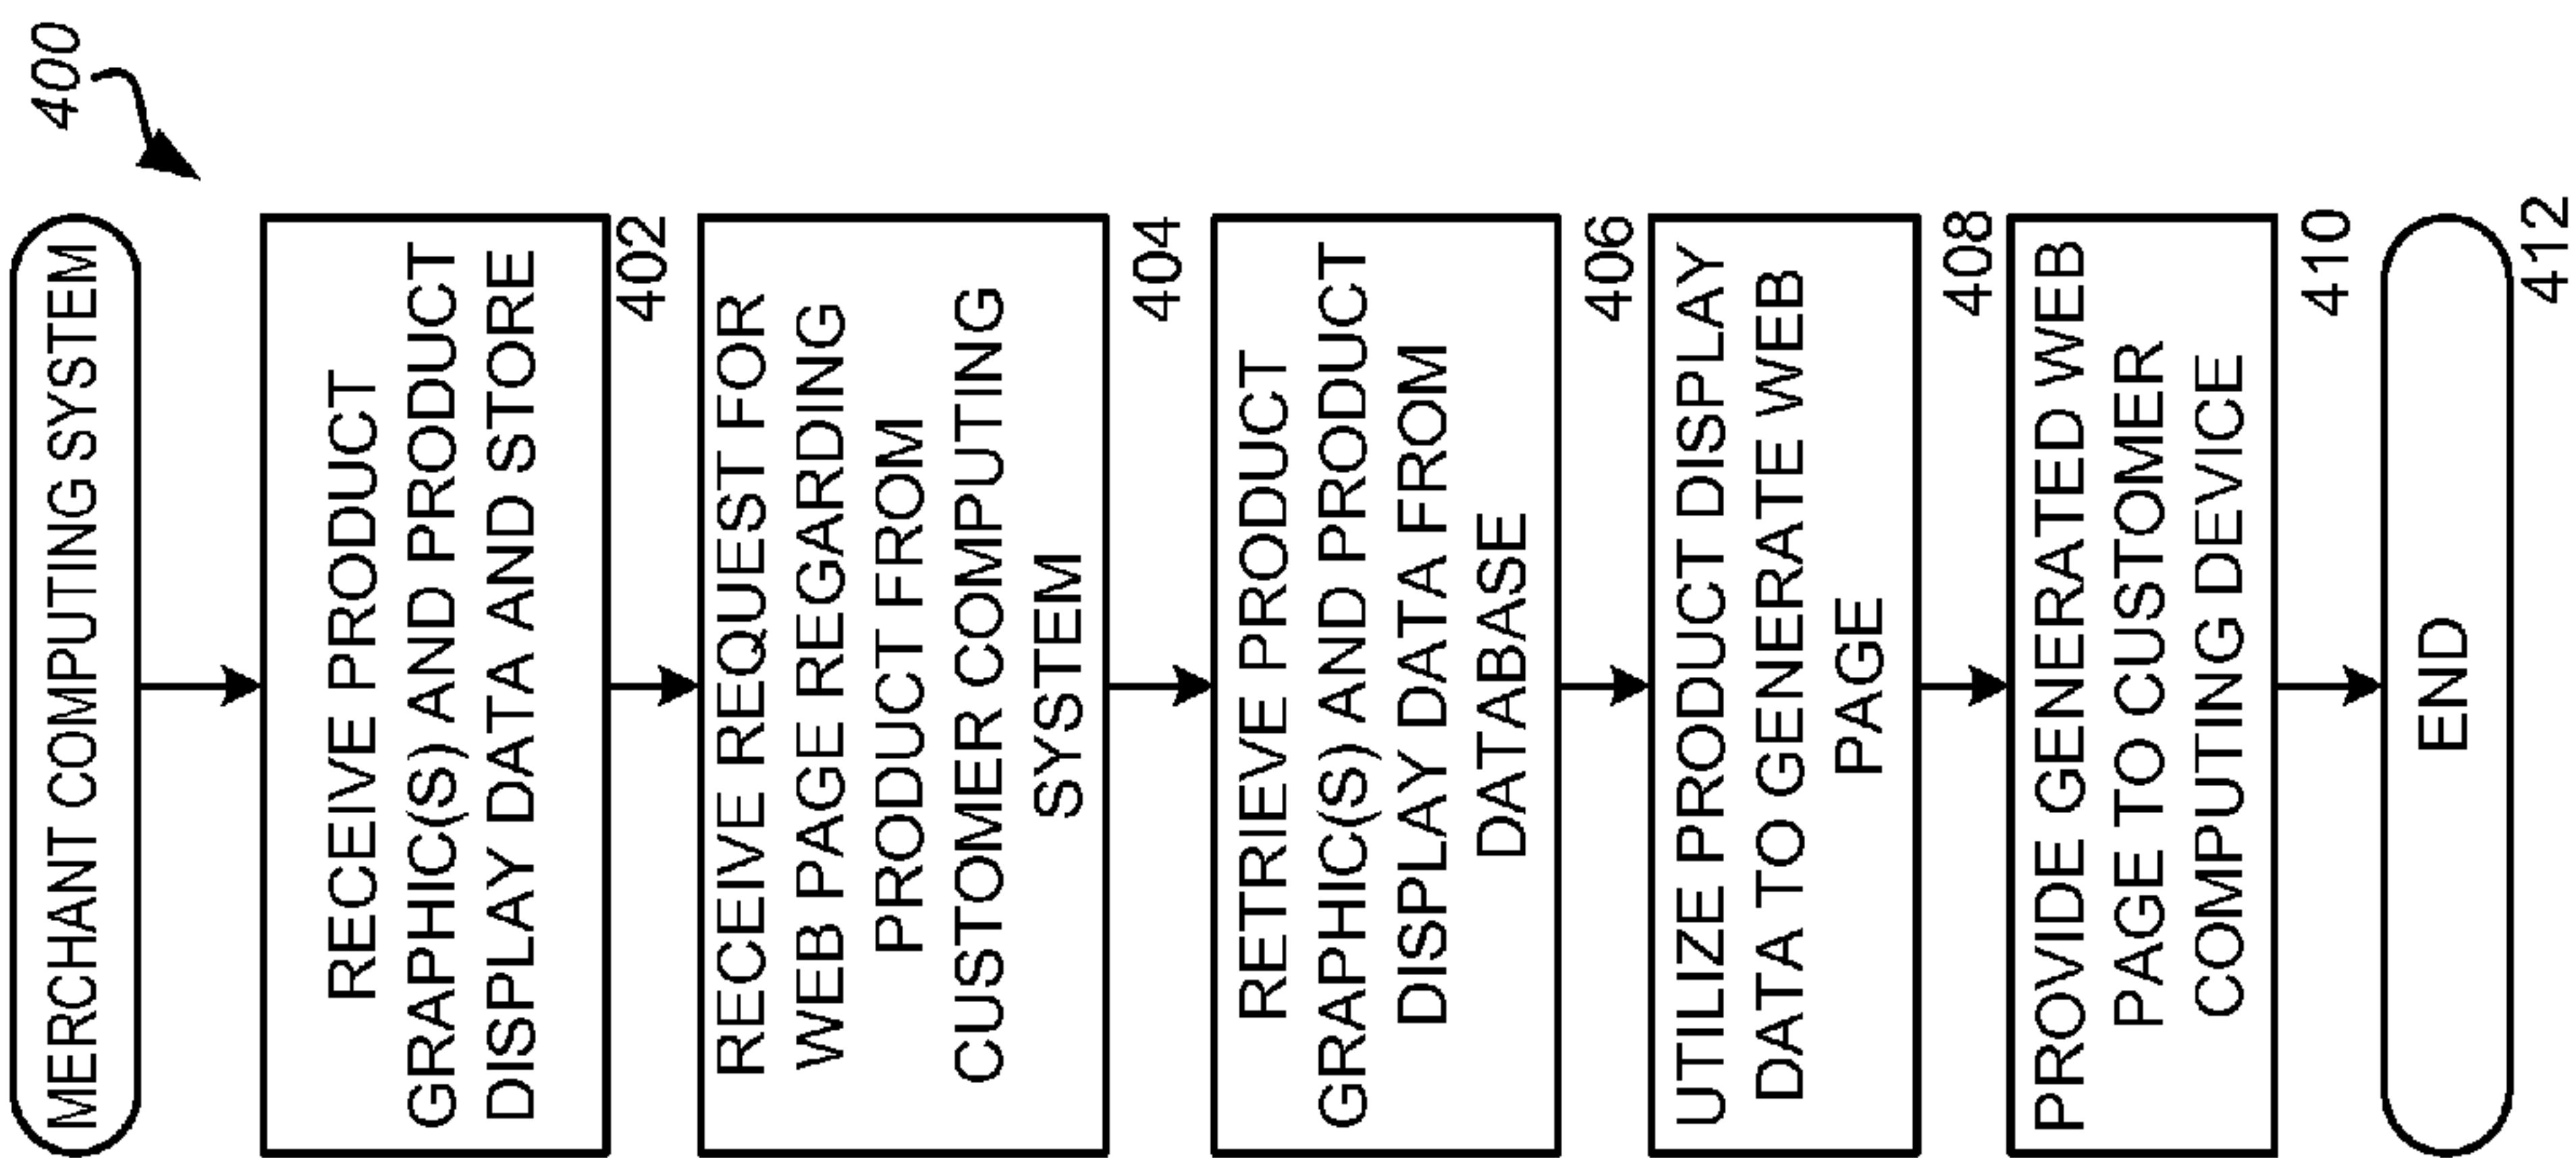 400
MERCHANT COMPUTING SYSTEM
RECEIVE PRODUCT
GRAPHIC(S) AND PRODUCT
DISPLAY DATA AND STORE
402
RECEIVE REQUEST FOR
WEB PAGE REGARDING
PRODUCT FROM
CUSTOMER COMPUTING
SYSTEM
404
RETRIEVE PRODUCT
GRAPHIC(S) AND PRODUCT
DISPLAY DATA FROM
DATABASE
406
UTILIZE PRODUCT DISPLAY
DATA TO GENERATE WEB
PAGE
408
PROVIDE GENERATED WEB
PAGE TO CUSTOMER
COMPUTING DEVICE
410
END
412